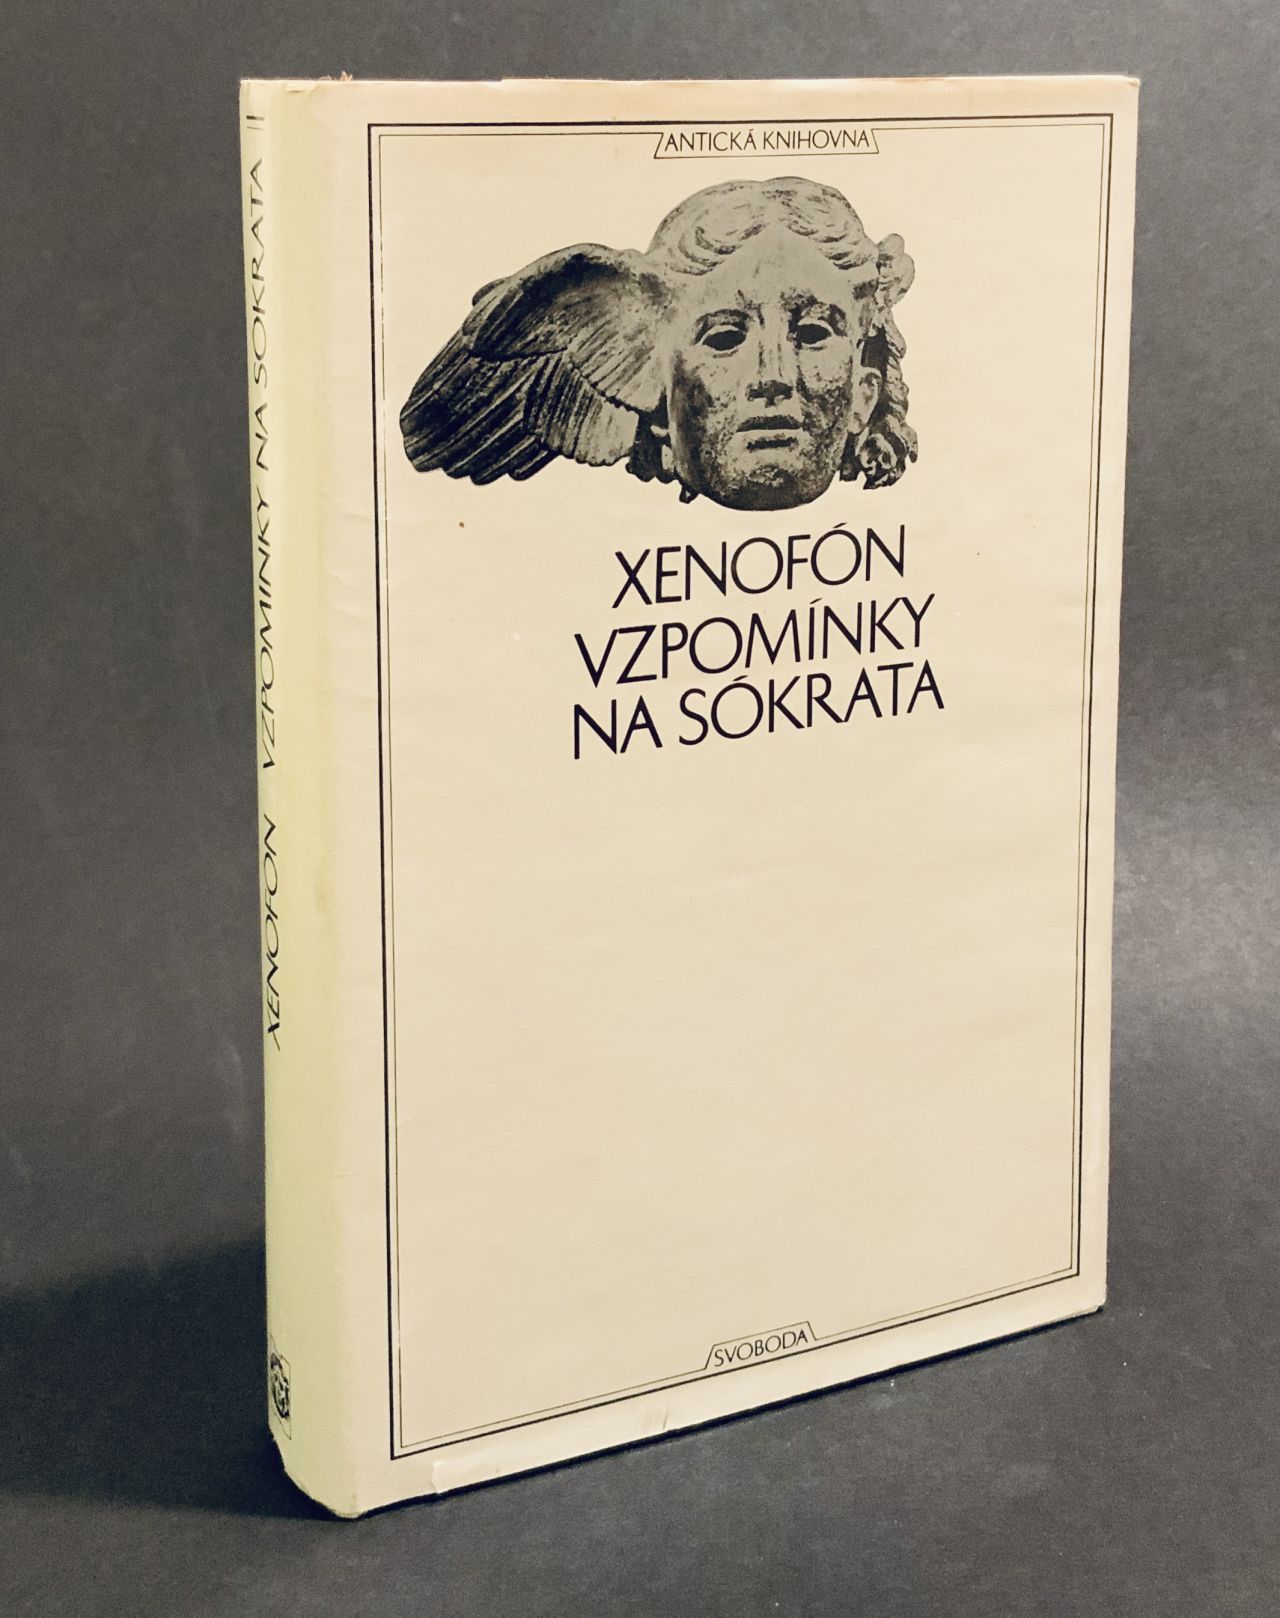 ANTICKÁ KNIHOVNA
XENOFÓN
VZPOMÍNKY
NA SÓKRATA
SVOBODA
XENOFÓN VZPOMÍNKY NA SÓKRATA